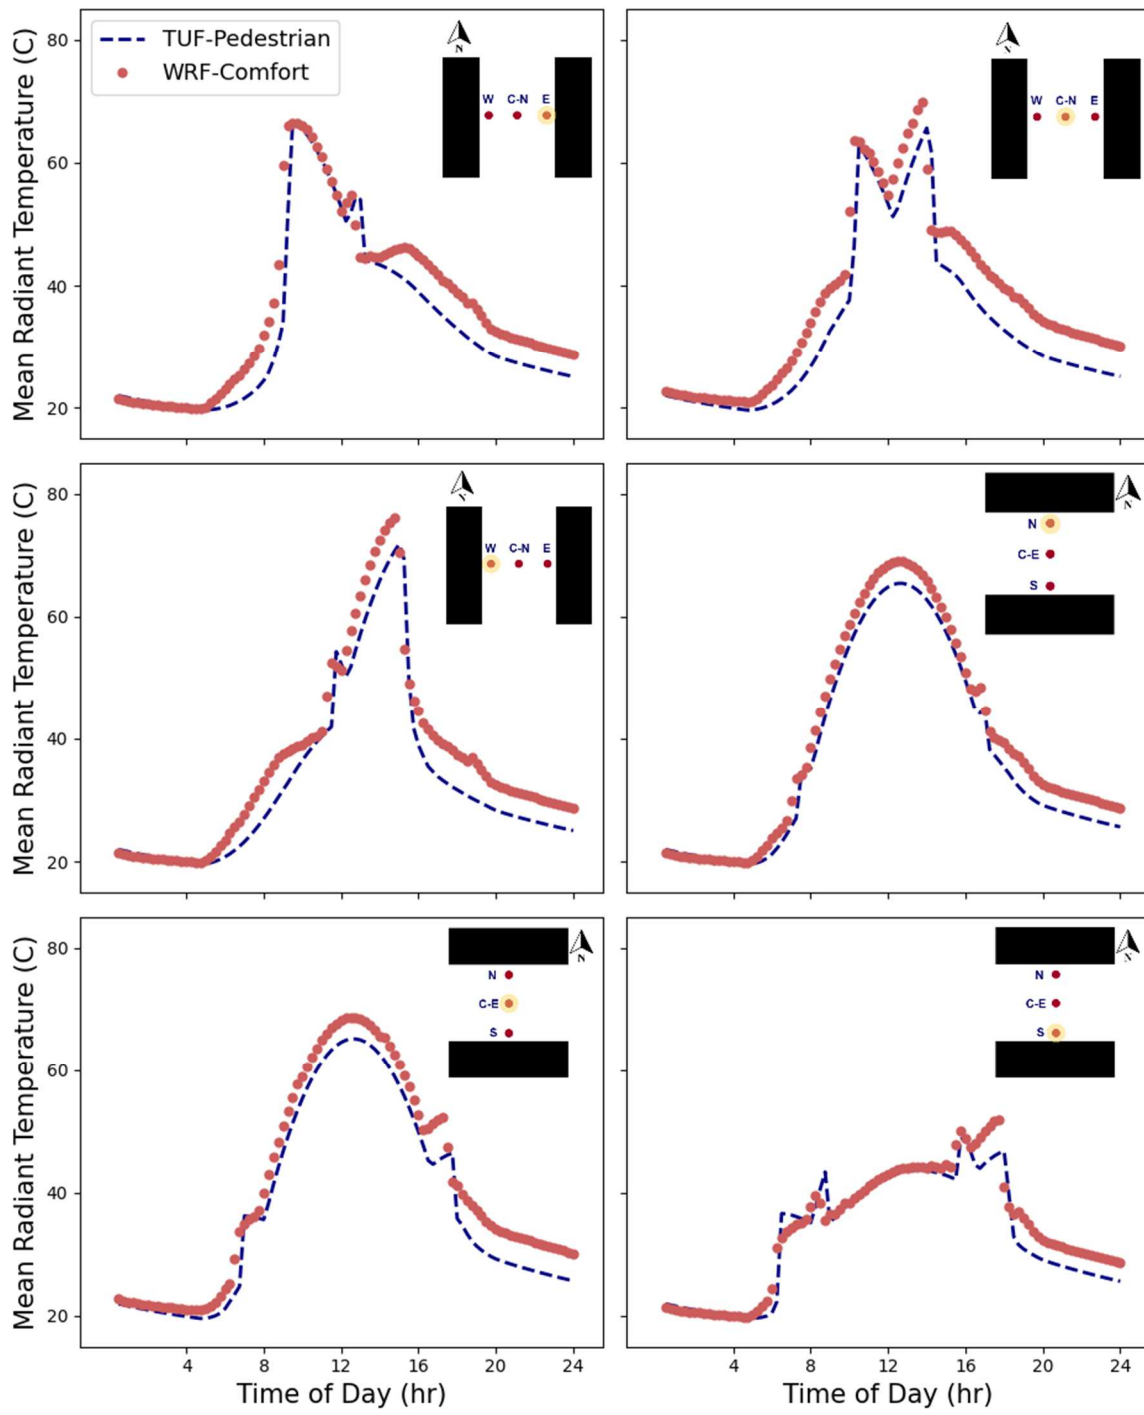 TUF-Pedestrian
WRF-Comfort
N
W C-N E
N
W C-N E
Mean Radiant Temperature (C)
80
60
40
20
N
W C-N E
N
N
C-E
S
Mean Radiant Temperature (C)
80
60
40
20
N
N
C-E
S
N
N
C-E
S
Mean Radiant Temperature (C)
80
60
40
20
4 8 12 16 20 24
4 8 12 16 20 24
Time of Day (hr)
Time of Day (hr)